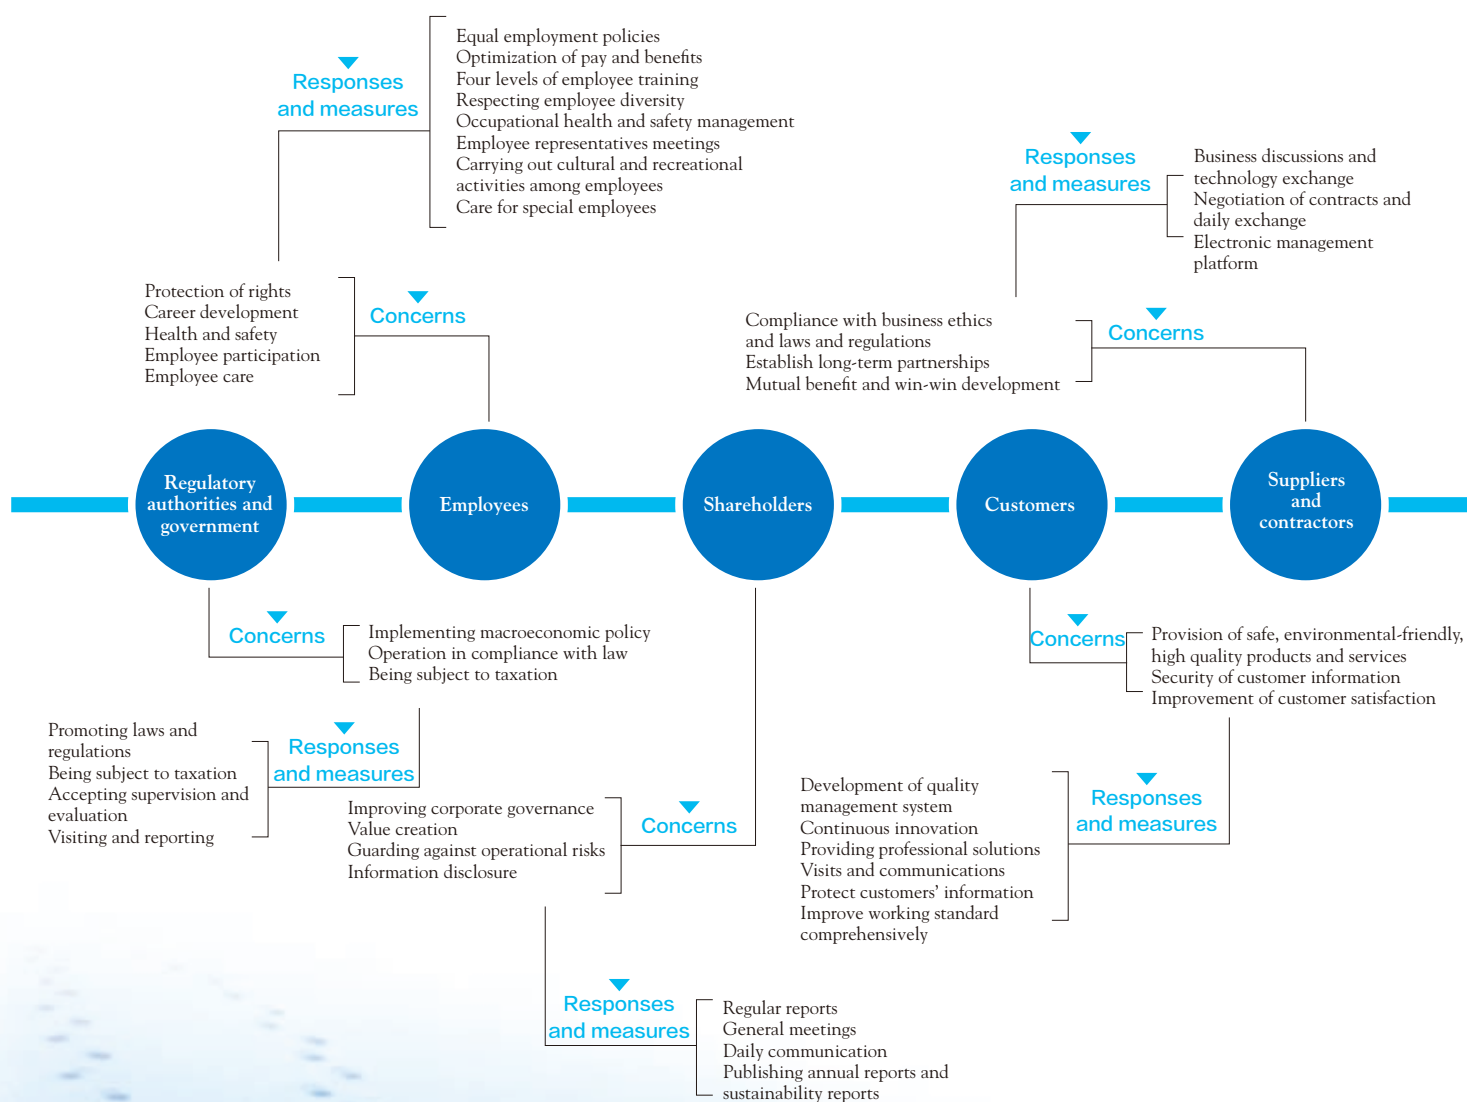 Responses
and measures
Equal employment policies
Optimization of pay and benefits
Four levels of employee training
Respecting employee diversity
Occupational health and safety management
Employee representatives meetings
Carrying out cultural and recreational
activities among employees
Care for special employees
Protection of rights
Career development
Health and safety
Employee participation
Employee care
Concerns
Responses
and measures
Business discussions and
technology exchange
Negotiation of contracts and
daily exchange
Electronic management
platform
Compliance with business ethics
and laws and regulations
Establish long-term partnerships
Mutual benefit and win-win development
Concerns
Regulatory
authorities and
government
Employees
Shareholders
Customers
Suppliers
and
contractors
Concerns
Implementing macroeconomic policy
Operation in compliance with law
Being subject to taxation
Promoting laws and
regulations
Being subject to taxation
Accepting supervision and
evaluation
Visiting and reporting
Responses
and measures
Improving corporate governance
Value creation
Guarding against operational risks
Information disclosure
Concerns
Responses
and measures
Regular reports
General meetings
Daily communication
Publishing annual reports and
sustainability reports
Concerns
Provision of safe, environmental-friendly,
high quality products and services
Security of customer information
Improvement of customer satisfaction
Development of quality
management system
Continuous innovation
Providing professional solutions
Visits and communications
Protect customers’ information
Improve working standard
comprehensively
Responses
and measures